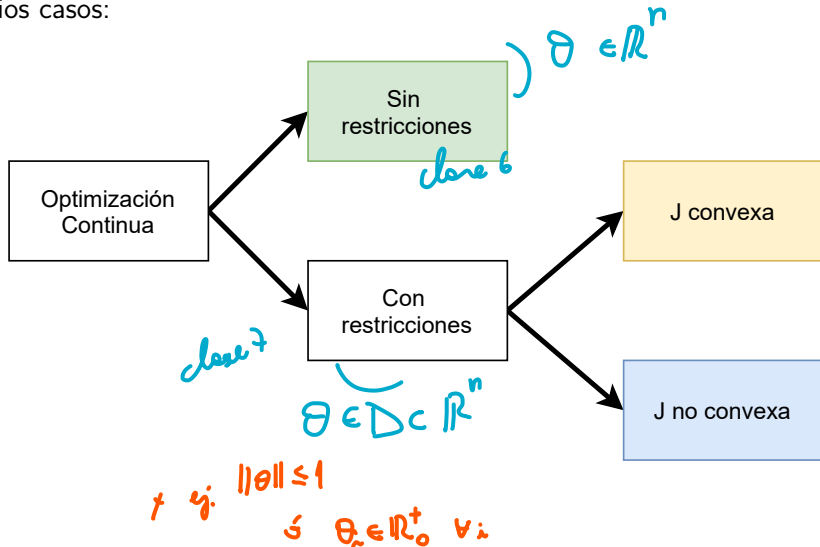 ios casos:
θ ∈ ℝⁿ
Sin
restricciones
clase 6
Optimización
Continua
J convexa
Con
restricciones
clase 7
θ ∈ D ⊂ ℝⁿ
J no convexa
ej. ||θ|| ≤ 1
ó θᵢ ∈ ℝ₀⁺ ∀ i